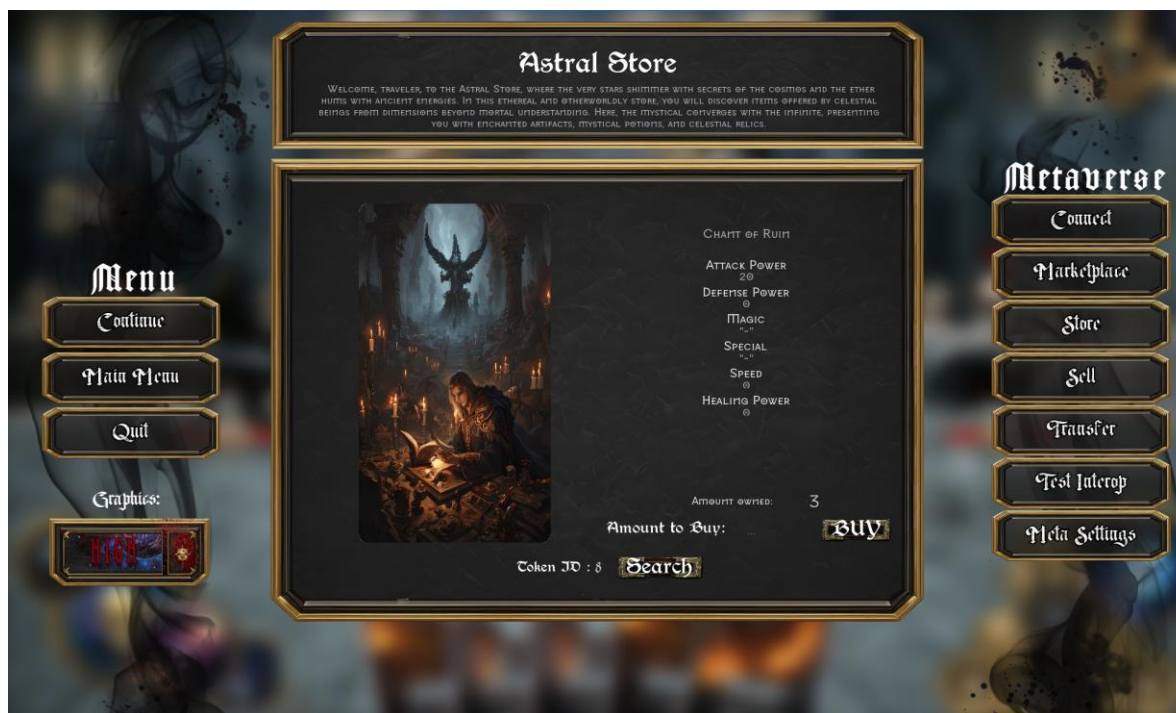 Astral Store
Welcome, traveler, to the Astral Store, where the very stars shimmer with secrets of the cosmos and the ether
hums with ancient energies. In this ethereal and otherworldly store, you will discover items offered by celestial
beings from dimensions beyond mortal understanding. Here, the mystical converges with the infinite, presenting
you with enchanted artifacts, mystical potions, and celestial relics.
Menu
Continue
Main Menu
Quit
Graphics:
HIGH
Chant of Ruin
Attack Power
20
Defense Power
0
Magic
"-"
Special
"-"
Speed
0
Healing Power
0
Amount owned: 3
Amount to Buy: ...
BUY
Token ID : 8
Search
Metaverse
Connect
Marketplace
Store
Sell
Transfer
Test Interop
Meta Settings